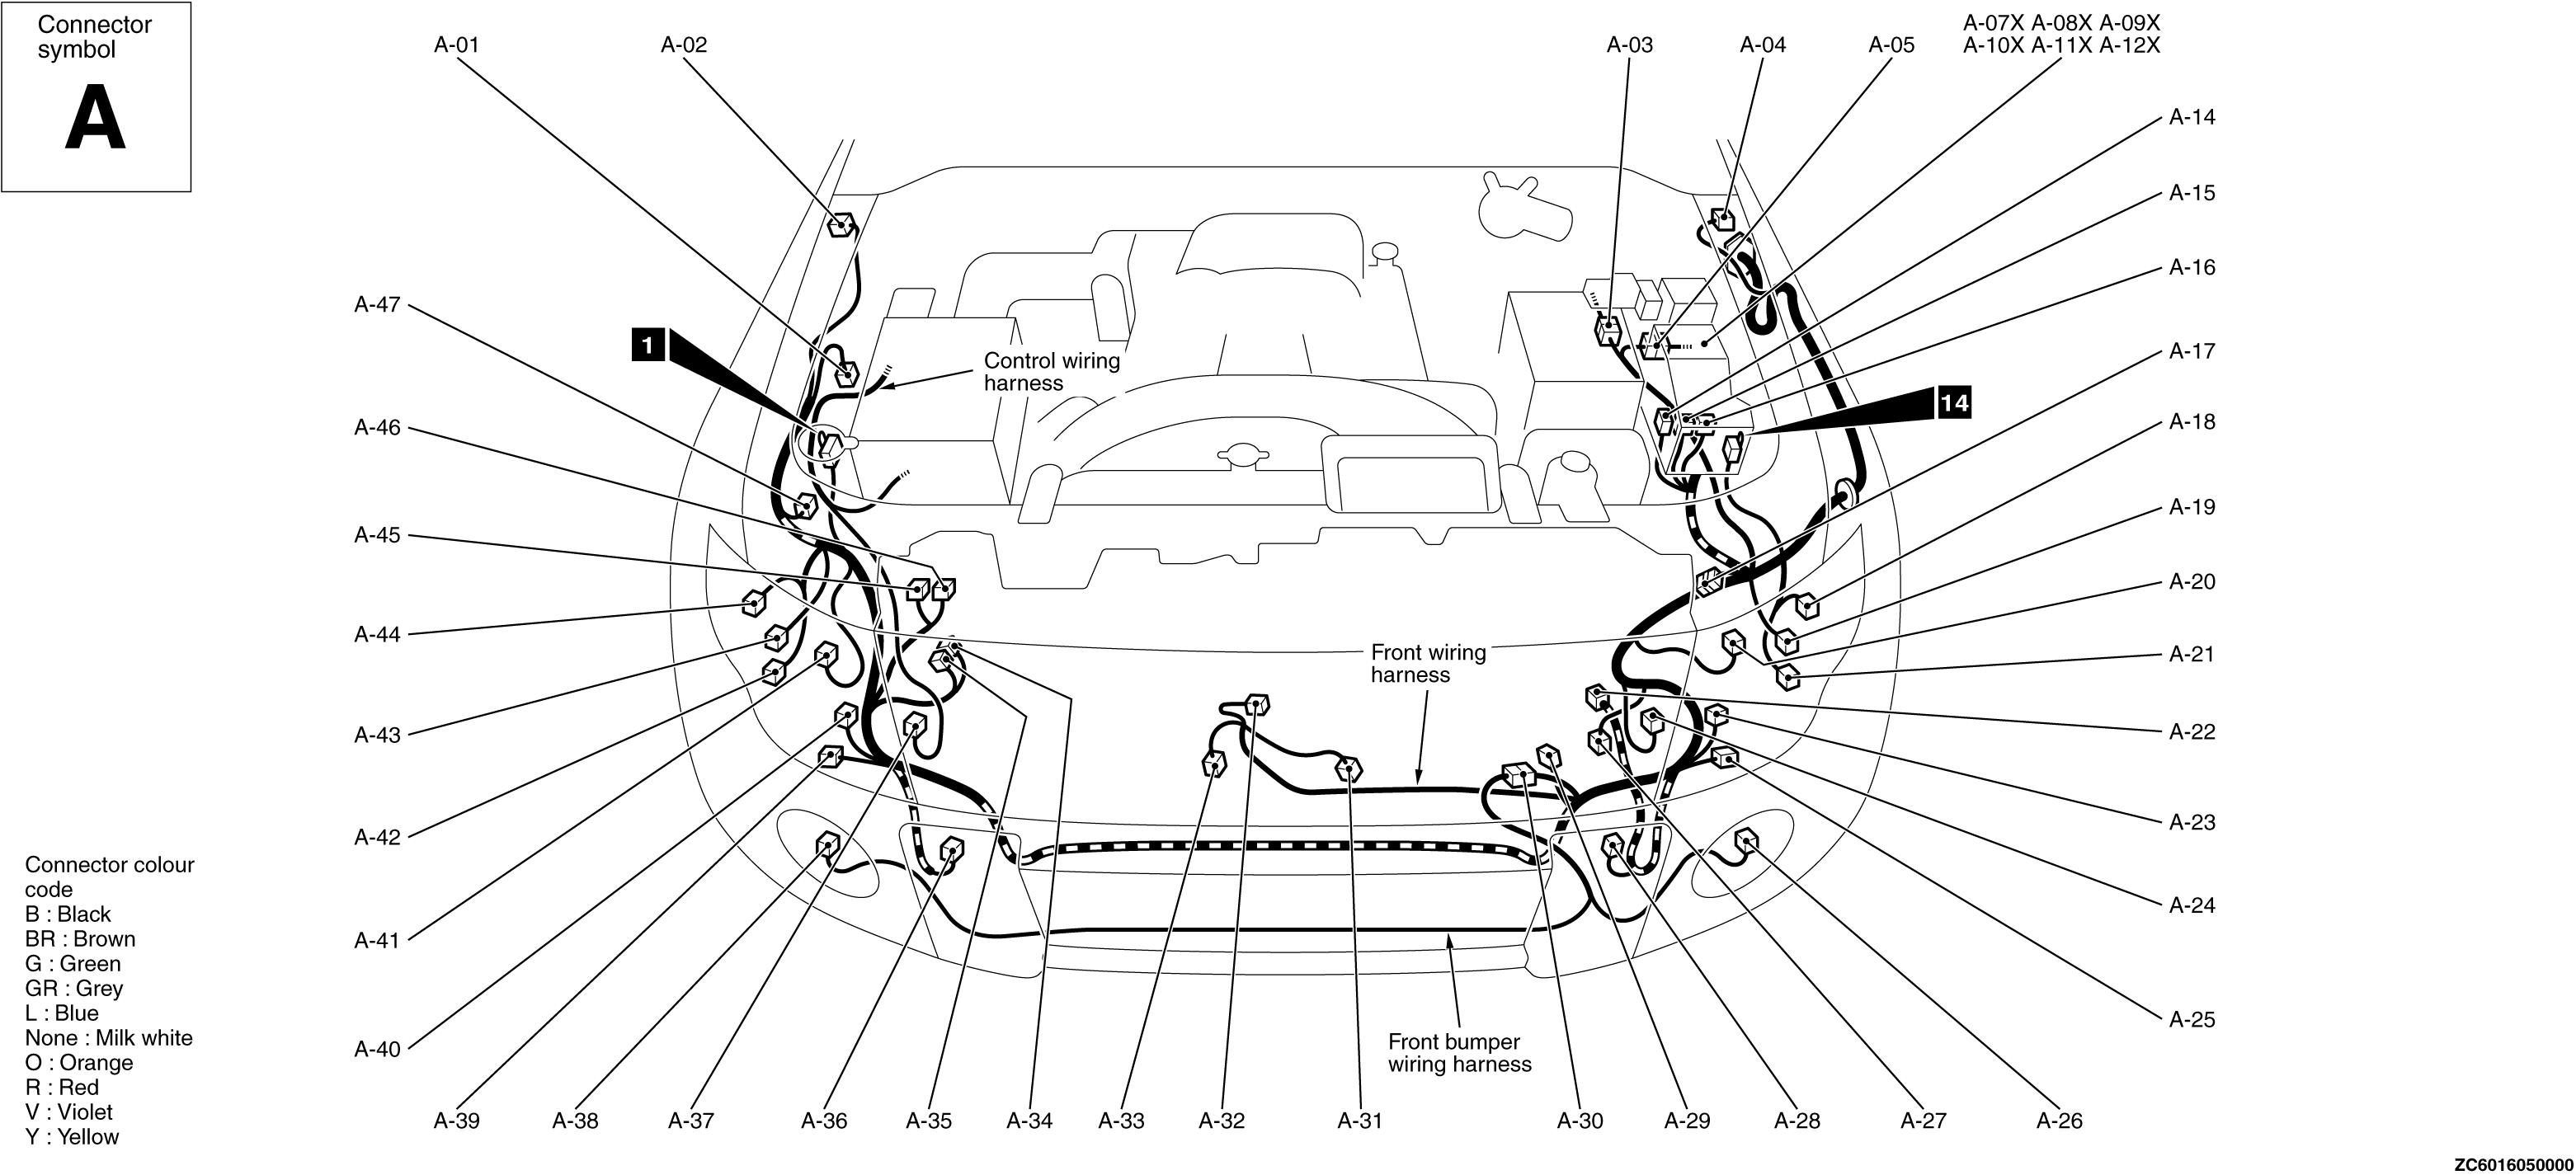 Connector
symbol
A
A-01
A-02
A-03
A-04
A-05
A-07X A-08X A-09X
A-10X A-11X A-12X
A-14
A-15
A-16
A-17
A-18
A-19
A-20
A-21
A-22
A-23
A-24
A-25
A-47
1
Control wiring
harness
14
A-46
A-45
A-44
A-43
A-42
A-41
A-40
Front wiring
harness
Front bumper
wiring harness
Connector colour
code
B : Black
BR : Brown
G : Green
GR : Grey
L : Blue
None : Milk white
O : Orange
R : Red
V : Violet
Y : Yellow
A-39
A-38
A-37
A-36
A-35
A-34
A-33
A-32
A-31
A-30
A-29
A-28
A-27
A-26
ZC6016050000